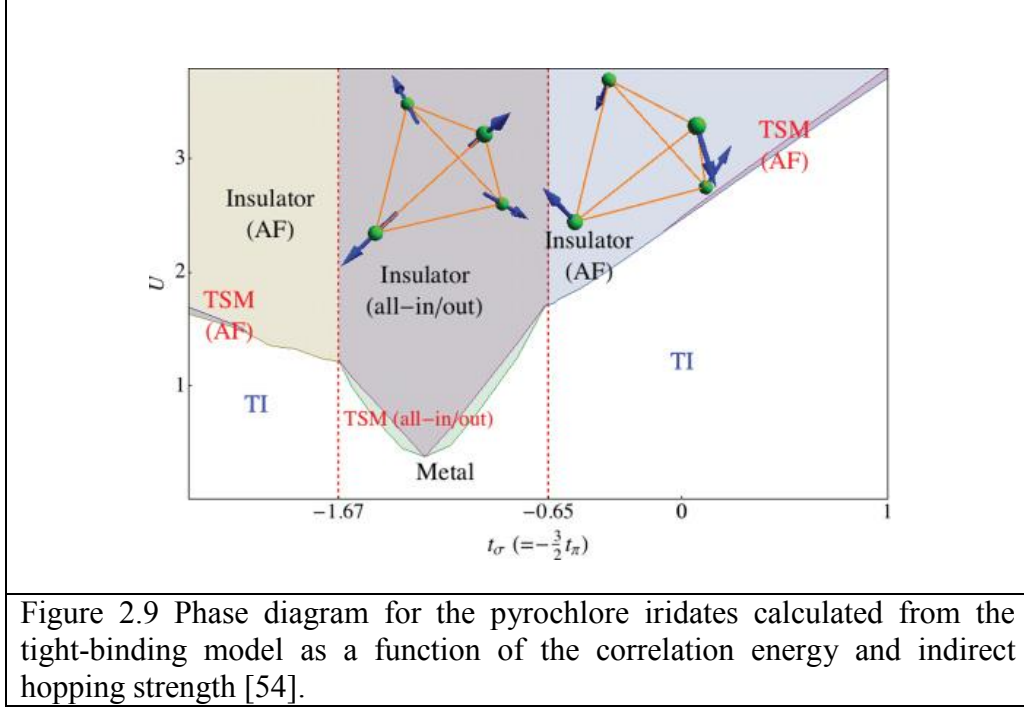 3
2
1
U
Insulator
(AF)
TSM
(AF)
TI
Insulator
(all−in/out)
TSM (all−in/out)
Metal
Insulator
(AF)
TSM
(AF)
TI
−1.67
−0.65
0
1
tσ (=−3/2 tπ)
Figure 2.9 Phase diagram for the pyrochlore iridates calculated from the
tight-binding model as a function of the correlation energy and indirect
hopping strength [54].